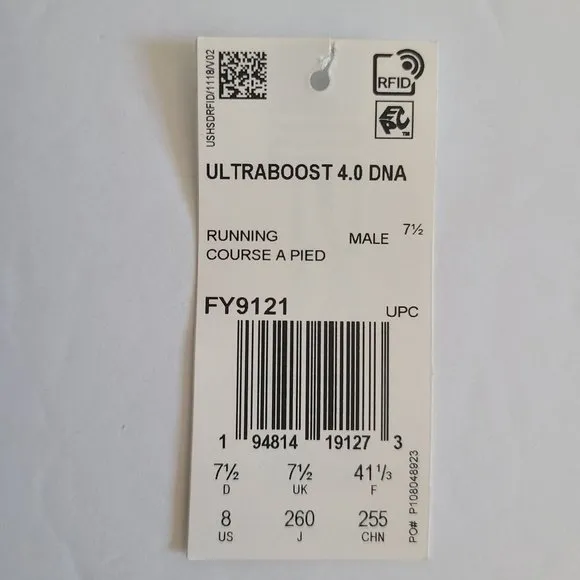 USHSDRFID/1118/V02
RFID
EPC™
ULTRABOOST 4.0 DNA
RUNNING MALE 7½
COURSE A PIED
FY9121 UPC
1 94814 19127 3
7½ 7½ 41⅓
D UK F
8 260 255
US J CHN
PO# P108048923